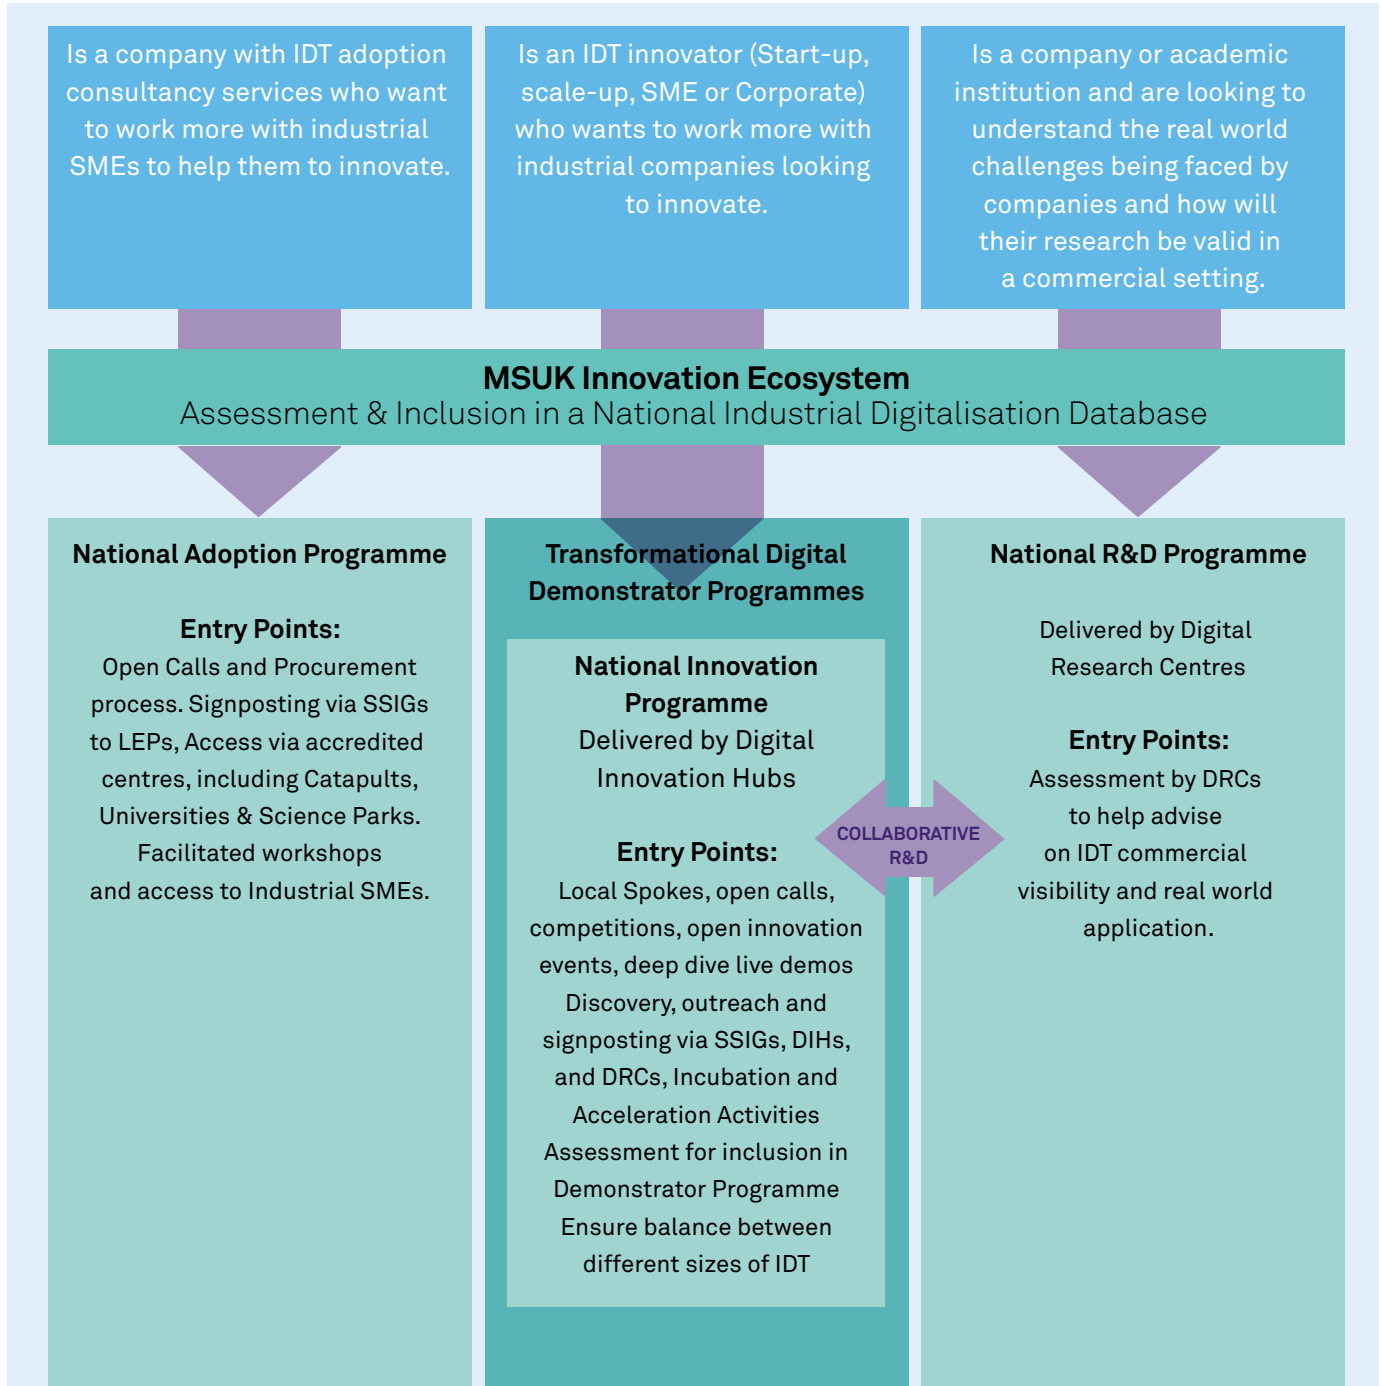 Is a company with IDT adoption
consultancy services who want
to work more with industrial
SMEs to help them to innovate.
Is an IDT innovator (Start-up,
scale-up, SME or Corporate)
who wants to work more with
industrial companies looking
to innovate.
Is a company or academic
institution and are looking to
understand the real world
challenges being faced by
companies and how will
their research be valid in
a commercial setting.
MSUK Innovation Ecosystem
Assessment & Inclusion in a National Industrial Digitalisation Database
National Adoption Programme
Entry Points:
Open Calls and Procurement
process. Signposting via SSIGs
to LEPs, Access via accredited
centres, including Catapults,
Universities & Science Parks.
Facilitated workshops
and access to Industrial SMEs.
Transformational Digital
Demonstrator Programmes
National Innovation
Programme
Delivered by Digital
Innovation Hubs
Entry Points:
Local Spokes, open calls,
competitions, open innovation
events, deep dive live demos
Discovery, outreach and
signposting via SSIGs, DIHs,
and DRCs, Incubation and
Acceleration Activities
Assessment for inclusion in
Demonstrator Programme
Ensure balance between
different sizes of IDT
COLLABORATIVE
R&D
National R&D Programme
Delivered by Digital
Research Centres
Entry Points:
Assessment by DRCs
to help advise
on IDT commercial
visibility and real world
application.